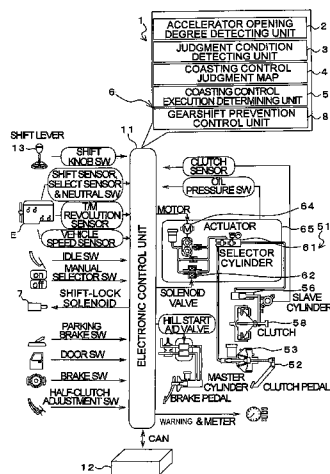 1
ACCELERATOR OPENING
DEGREE DETECTING UNIT
2
JUDGMENT CONDITION
DETECTING UNIT
3
COASTING CONTROL
JUDGMENT MAP
4
COASTING CONTROL
EXECUTION DETERMINING UNIT
5
6
GEARSHIFT PREVENTION
CONTROL UNIT
8
11
SHIFT LEVER
13
SHIFT
KNOB SW
SHIFT SENSOR
SELECT SENSOR
& NEUTRAL SW
T/M
REVOLUTION
SENSOR
E
VEHICLE
SPEED SENSOR
IDLE SW
MANUAL
SELECTOR SW
on
off
SHIFT-LOCK
SOLENOID
7
PARKING
BRAKE SW
DOOR SW
BRAKE SW
HALF-CLUTCH
ADJUSTMENT SW
ELECTRONIC CONTROL UNIT
CLUTCH
SENSOR
OIL
PRESSURE SW
MOTOR
64
M
ACTUATOR
65
51
61
SELECTOR
CYLINDER
62
SOLENOID
VALVE
56
SLAVE
CYLINDER
58
CLUTCH
HILL START
AID VALVE
53
52
MASTER
CYLINDER
CLUTCH PEDAL
BRAKE PEDAL
WARNING & METER
CAN
12